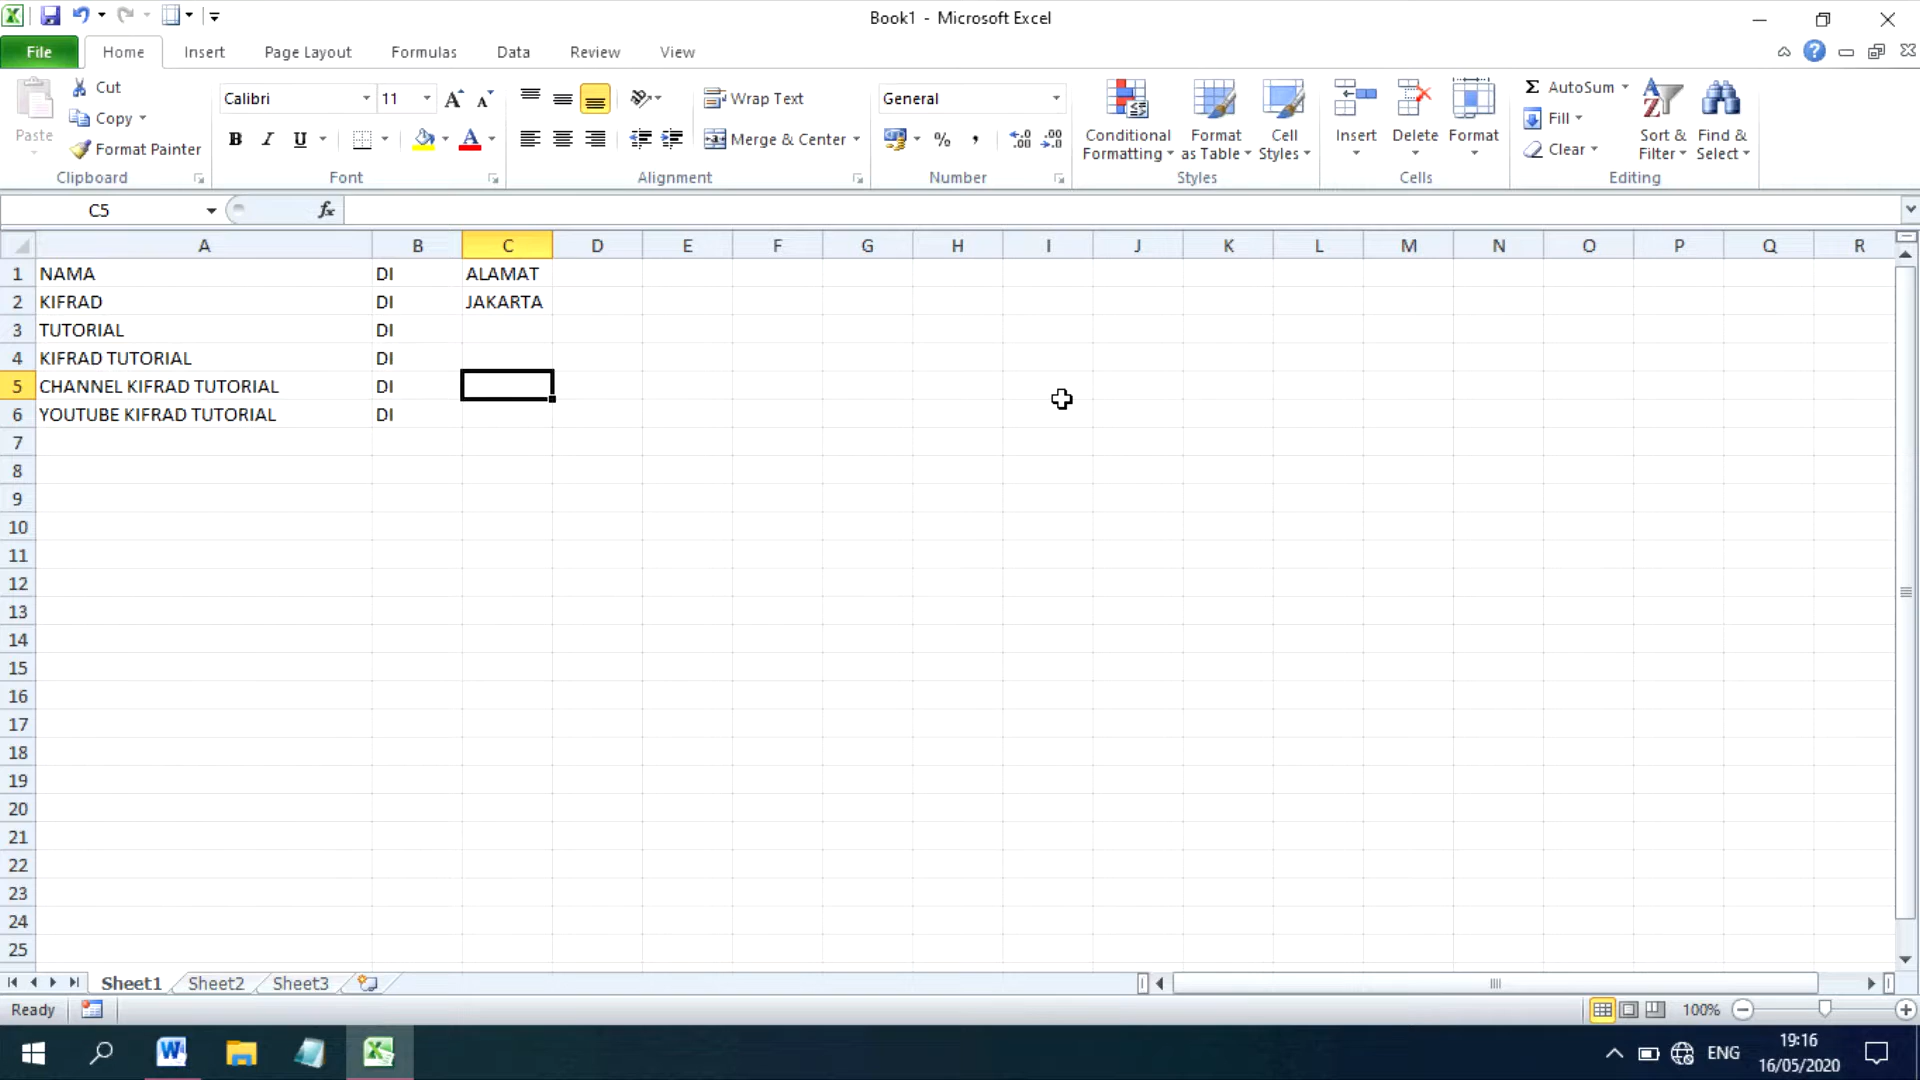 Book1 - Microsoft Excel
File Home Insert Page Layout Formulas Data Review View
Paste
Cut
Copy
Format Painter
Clipboard
Calibri 11
B I U
Font
Wrap Text
Merge & Center
Alignment
General
Number
Conditional Formatting
Format as Table
Cell Styles
Styles
Insert Delete Format
Cells
Σ AutoSum
Fill
Clear
Sort & Filter
Find & Select
Editing
C5 fx
A B C D E F G H I J K L M N O P Q R
1 NAMA DI ALAMAT
2 KIFRAD DI JAKARTA
3 TUTORIAL DI
4 KIFRAD TUTORIAL DI
5 CHANNEL KIFRAD TUTORIAL DI
6 YOUTUBE KIFRAD TUTORIAL DI
7
8
9
10
11
12
13
14
15
16
17
18
19
20
21
22
23
24
25
Sheet1 Sheet2 Sheet3
Ready 100%
ENG 19:16
16/05/2020